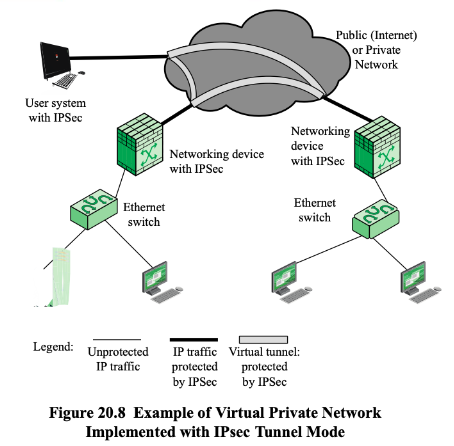 Public (Internet)
or Private
Network
User system
with IPSec
Networking device
with IPSec
Networking
device
with IPSec
Ethernet
switch
Ethernet
switch
Legend:
Unprotected
IP traffic
IP traffic
protected
by IPSec
Virtual tunnel:
protected
by IPSec
Figure 20.8 Example of Virtual Private Network
Implemented with IPsec Tunnel Mode